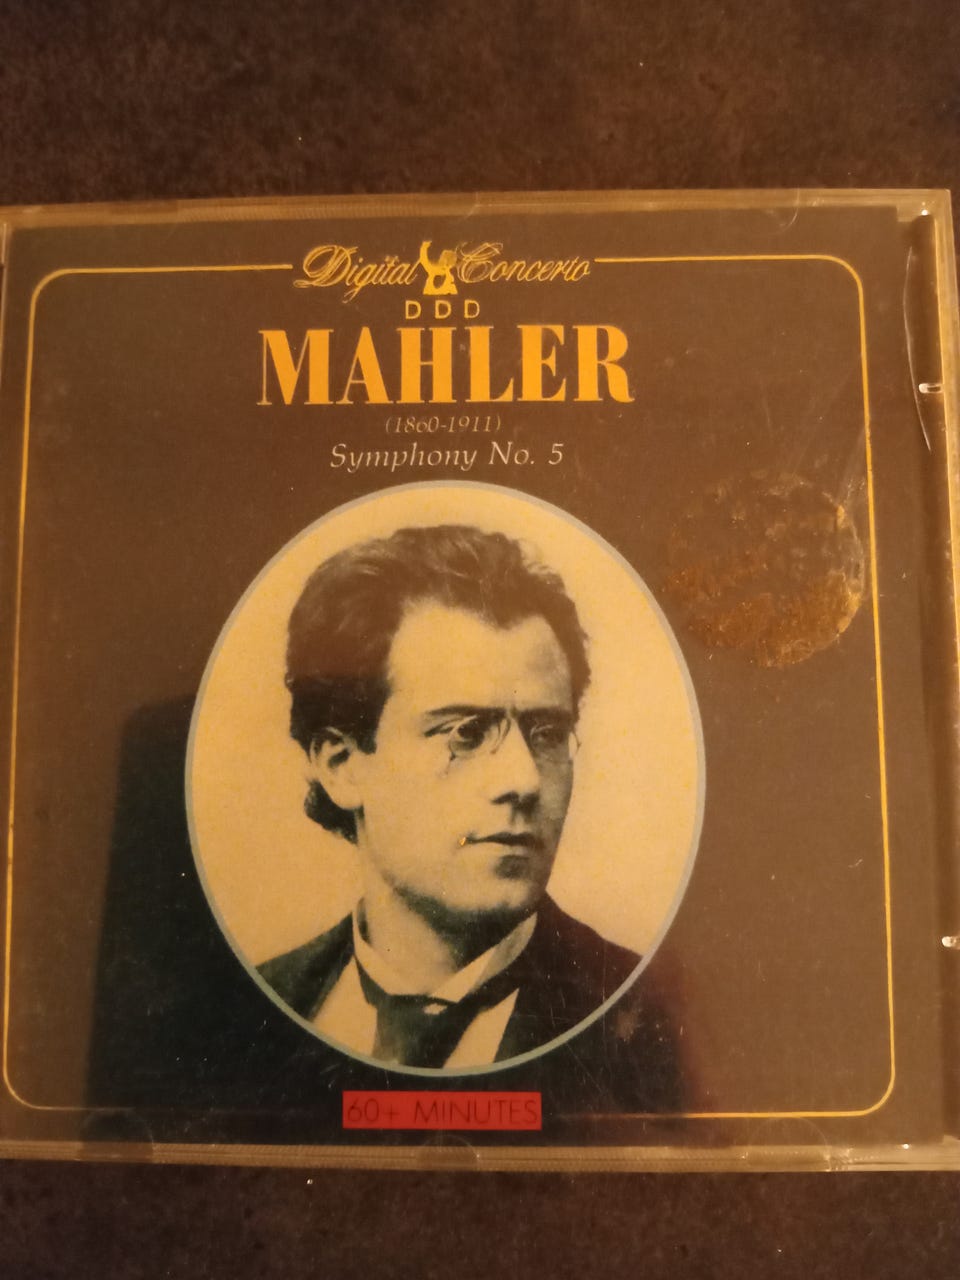 Digital Concerto
DDD
MAHLER
(1860-1911)
Symphony No. 5
60+ MINUTES